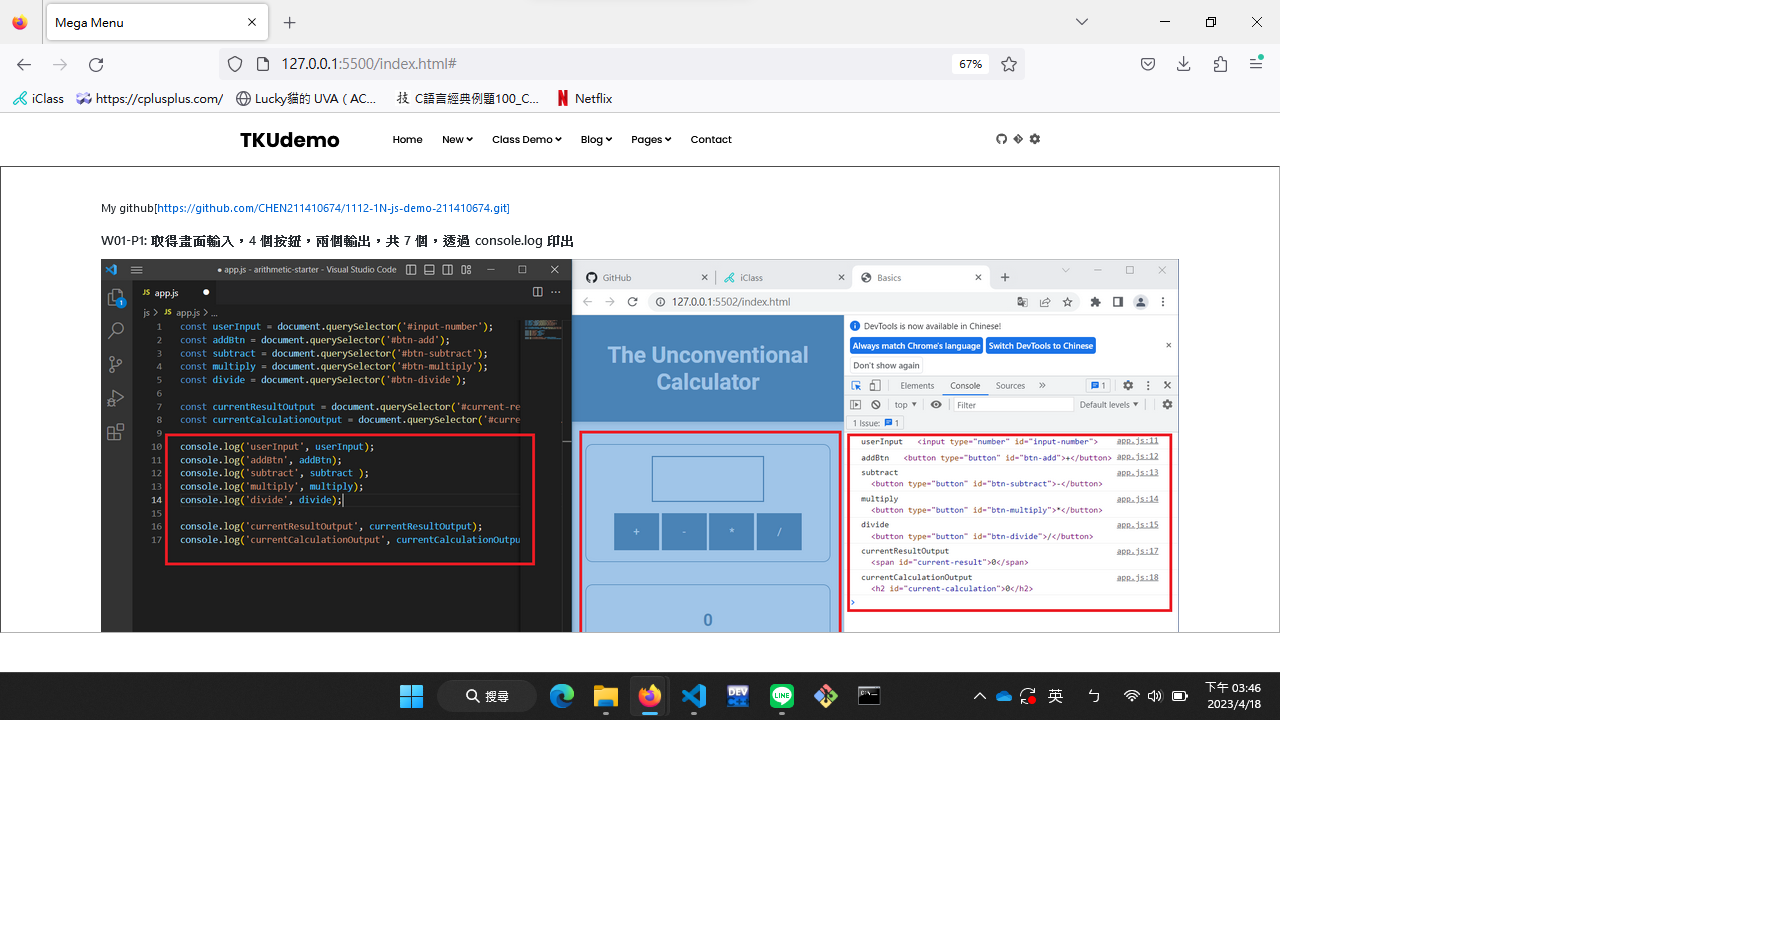 Mega Menu
127.0.0.1:5500/index.html#
67%
iClass
https://cplusplus.com/
Lucky貓的 UVA ( AC...
C語言經典例題100_C...
Netflix
TKUdemo
Home
New
Class Demo
Blog
Pages
Contact
My github[https://github.com/CHEN211410674/1112-1N-js-demo-211410674.git]
W01-P1: 取得畫面輸入，4 個按鈕，兩個輸出，共 7 個，透過 console.log 印出
● app.js - arithmetic-starter - Visual Studio Code
JS app.js ●
js > JS app.js > ...
1 const userInput = document.querySelector('#input-number');
2 const addBtn = document.querySelector('#btn-add');
3 const subtract = document.querySelector('#btn-subtract');
4 const multiply = document.querySelector('#btn-multiply');
5 const divide = document.querySelector('#btn-divide');
6
7 const currentResultOutput = document.querySelector('#current-re
8 const currentCalculationOutput = document.querySelector('#curre
9
10 console.log('userInput', userInput);
11 console.log('addBtn', addBtn);
12 console.log('subtract', subtract );
13 console.log('multiply', multiply);
14 console.log('divide', divide);
15
16 console.log('currentResultOutput', currentResultOutput);
17 console.log('currentCalculationOutput', currentCalculationOutpu
GitHub
iClass
Basics
127.0.0.1:5502/index.html
The Unconventional
Calculator
+
-
*
/
0
DevTools is now available in Chinese!
Always match Chrome's language
Switch DevTools to Chinese
Don't show again
Elements
Console
Sources
1
top
Filter
Default levels
1 Issue: 1
userInput <input type="number" id="input-number"> app.js:11
addBtn <button type="button" id="btn-add">+</button> app.js:12
subtract app.js:13
<button type="button" id="btn-subtract">-</button>
multiply app.js:14
<button type="button" id="btn-multiply">*</button>
divide app.js:15
<button type="button" id="btn-divide">/</button>
currentResultOutput app.js:17
<span id="current-result">0</span>
currentCalculationOutput app.js:18
<h2 id="current-calculation">0</h2>
搜尋
DEV
LINE
英
ㄅ
下午 03:46
2023/4/18